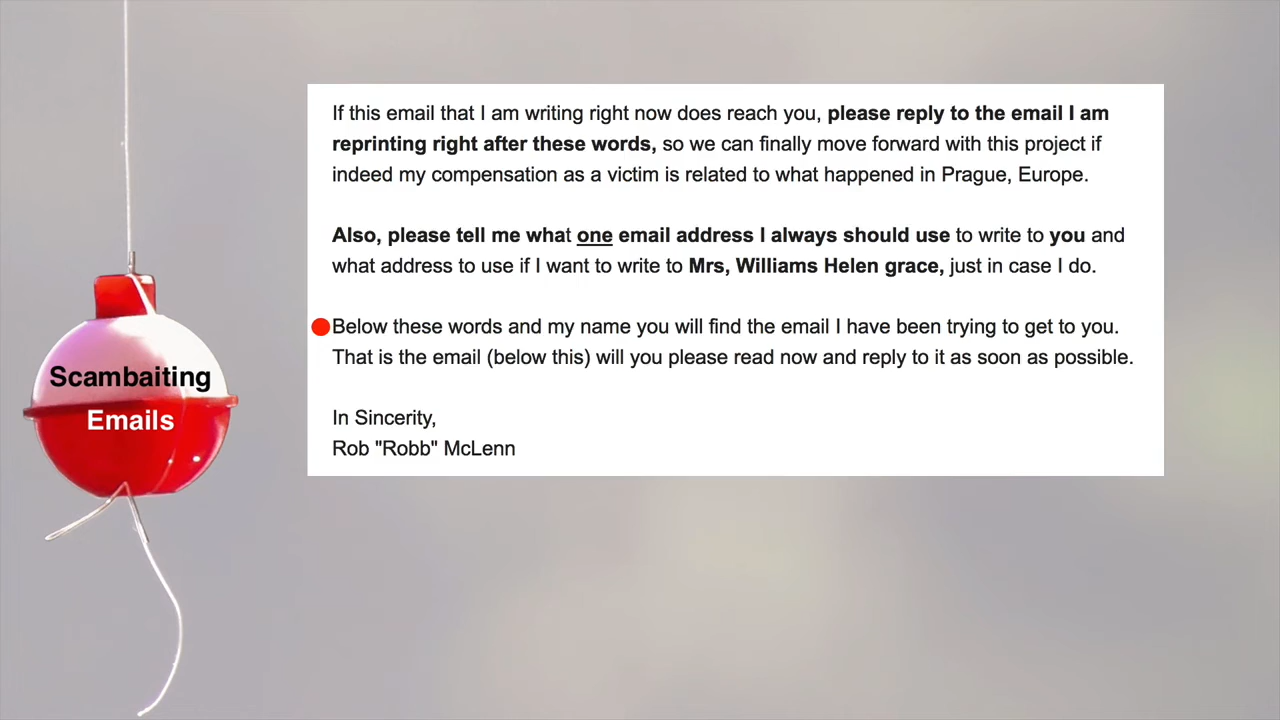 Scambaiting
Emails
If this email that I am writing right now does reach you, please reply to the email I am
reprinting right after these words, so we can finally move forward with this project if
indeed my compensation as a victim is related to what happened in Prague, Europe.
Also, please tell me what one email address I always should use to write to you and
what address to use if I want to write to Mrs, Williams Helen grace, just in case I do.
Below these words and my name you will find the email I have been trying to get to you.
That is the email (below this) will you please read now and reply to it as soon as possible.
In Sincerity,
Rob "Robb" McLenn